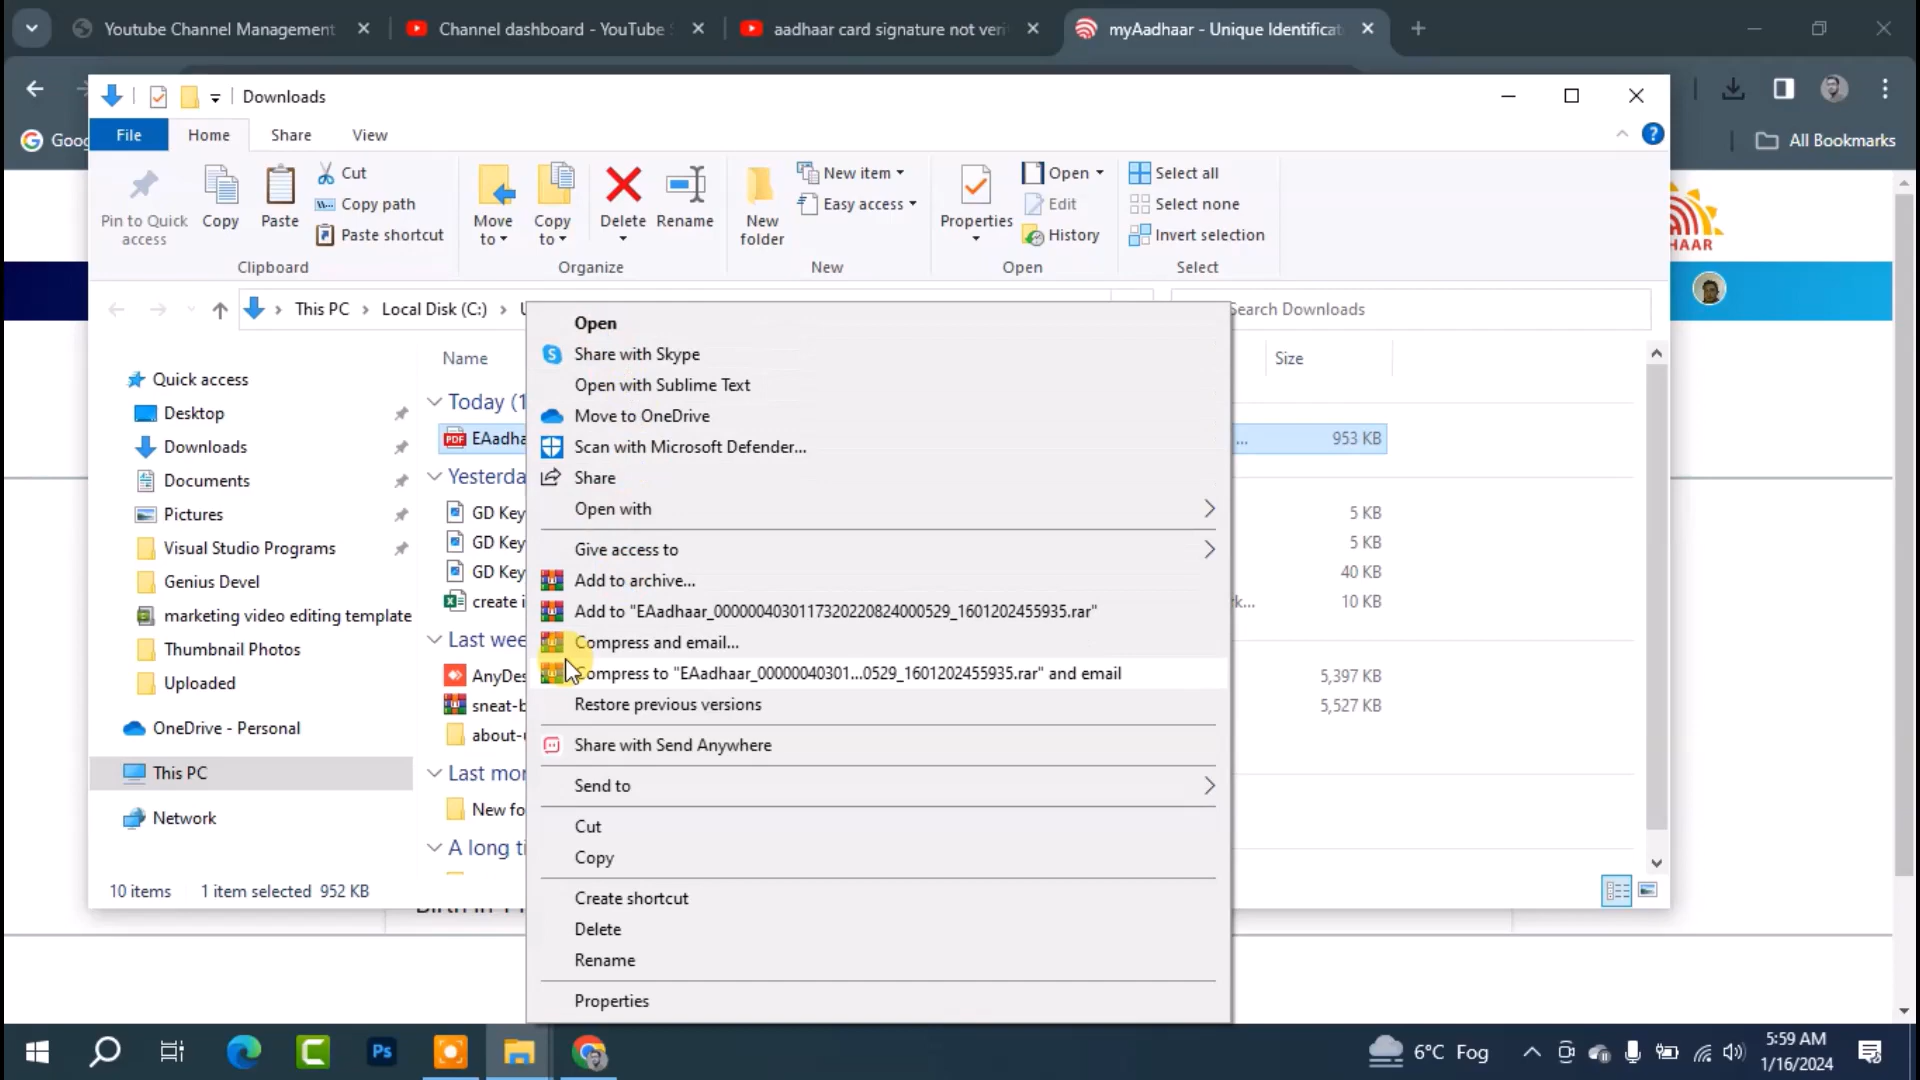 Youtube Channel Management
Channel dashboard - YouTube
aadhaar card signature not veri
myAadhaar - Unique Identificat
Downloads
Goog
All Bookmarks
File
Home
Share
View
Pin to Quick access
Copy
Paste
Cut
Copy path
Paste shortcut
Clipboard
Move to
Copy to
Delete
Rename
Organize
New folder
New item
Easy access
New
Properties
Open
Edit
History
Open
Select all
Select none
Invert selection
Select
HAAR
This PC
Local Disk (C:)
Search Downloads
Name
Size
Quick access
Desktop
Downloads
Documents
Pictures
Visual Studio Programs
Genius Devel
marketing video editing template
Thumbnail Photos
Uploaded
OneDrive - Personal
This PC
Network
Today (1
PDF
EAadha
... 953 KB
Yesterda
GD Key
5 KB
GD Key
5 KB
GD Key
40 KB
create i
k... 10 KB
Last wee
AnyDes
5,397 KB
sneat-b
5,527 KB
about-u
Last mon
New fo
A long ti
10 items
1 item selected 952 KB
Open
Share with Skype
Open with Sublime Text
Move to OneDrive
Scan with Microsoft Defender...
Share
Open with
Give access to
Add to archive...
Add to "EAadhaar_0000004030117320220824000529_1601202455935.rar"
Compress and email...
Compress to "EAadhaar_00000040301...0529_1601202455935.rar" and email
Restore previous versions
Share with Send Anywhere
Send to
Cut
Copy
Create shortcut
Delete
Rename
Properties
Ps
6°C Fog
5:59 AM
1/16/2024